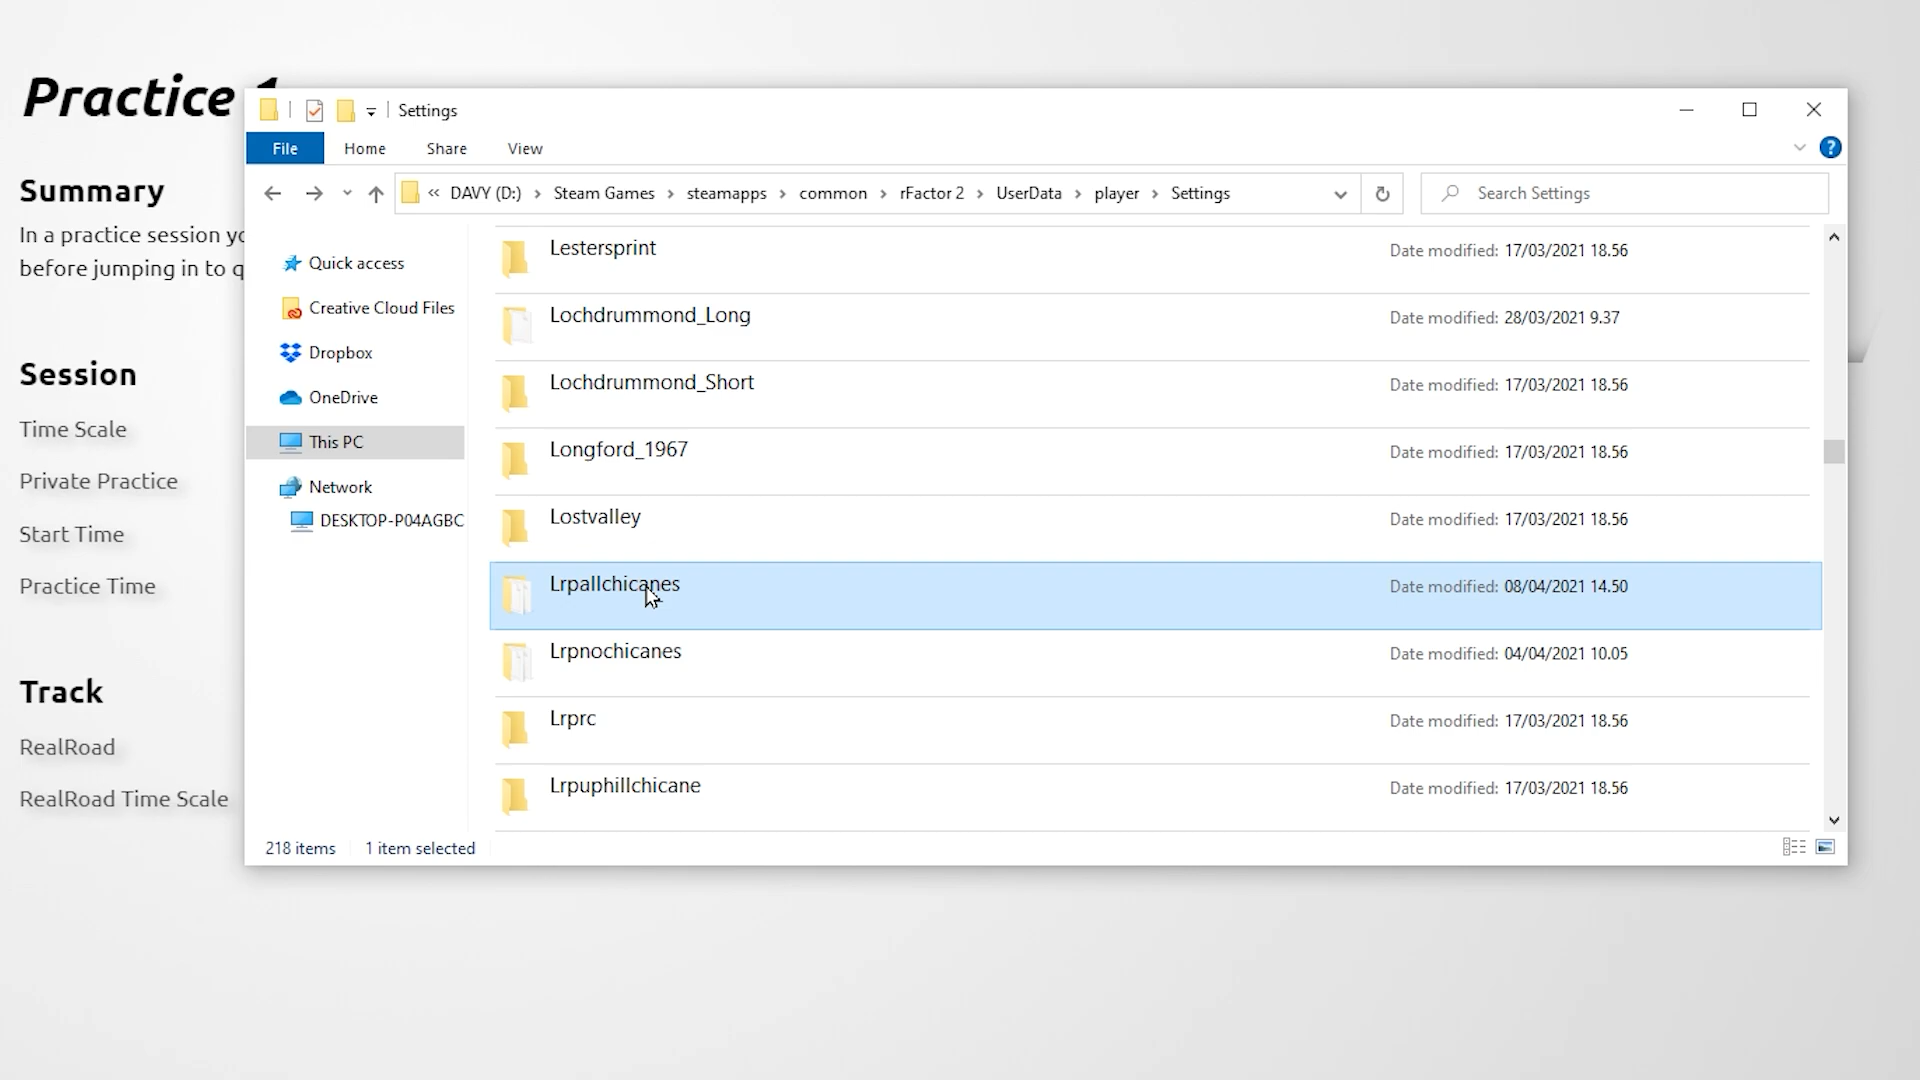 Practice 1
Summary
In a practice session yo
before jumping in to q
Session
Time Scale
Private Practice
Start Time
Practice Time
Track
RealRoad
RealRoad Time Scale
Settings
File Home Share View
« DAVY (D:) › Steam Games › steamapps › common › rFactor 2 › UserData › player › Settings
Search Settings
Quick access
Creative Cloud Files
Dropbox
OneDrive
This PC
Network
DESKTOP-P04AGBC
Lestersprint Date modified: 17/03/2021 18.56
Lochdrummond_Long Date modified: 28/03/2021 9.37
Lochdrummond_Short Date modified: 17/03/2021 18.56
Longford_1967 Date modified: 17/03/2021 18.56
Lostvalley Date modified: 17/03/2021 18.56
Lrpallchicanes Date modified: 08/04/2021 14.50
Lrpnochicanes Date modified: 04/04/2021 10.05
Lrprc Date modified: 17/03/2021 18.56
Lrpuphillchicane Date modified: 17/03/2021 18.56
218 items 1 item selected